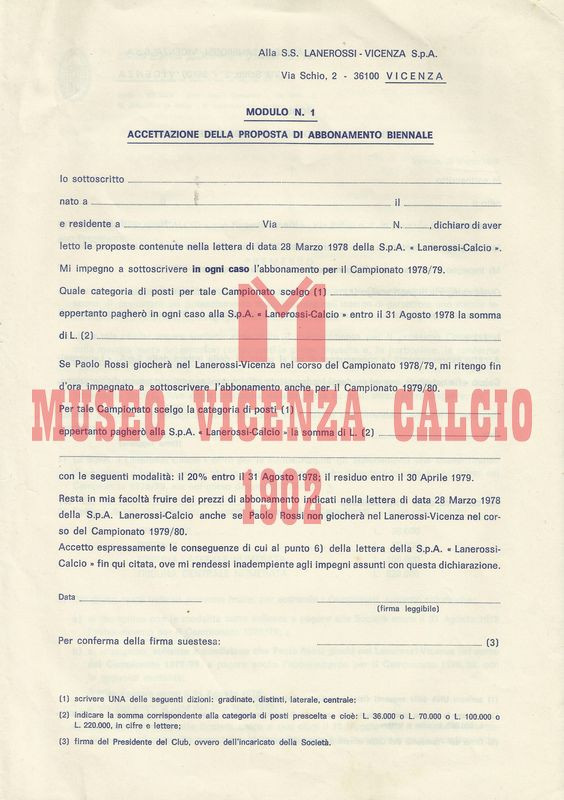 Alla S.S. LANEROSSI - VICENZA S.p.A.
Via Schio, 2 - 36100 VICENZA
MODULO N. 1
ACCETTAZIONE DELLA PROPOSTA DI ABBONAMENTO BIENNALE
Io sottoscritto
nato a il
e residente a Via N. , dichiaro di aver
letto le proposte contenute nella lettera di data 28 Marzo 1978 della S.p.A. « Lanerossi-Calcio ».
Mi impegno a sottoscrivere in ogni caso l'abbonamento per il Campionato 1978/79.
Quale categoria di posti per tale Campionato scelgo (1)
eppertanto pagherò in ogni caso alla S.p.A. « Lanerossi-Calcio » entro il 31 Agosto 1978 la somma
di L. (2)
Se Paolo Rossi giocherà nel Lanerossi-Vicenza nel corso del Campionato 1978/79, mi ritengo fin
d'ora impegnato a sottoscrivere l'abbonamento anche per il Campionato 1979/80.
MUSEO VICENZA CALCIO
Per tale Campionato scelgo la categoria di posti (1)
eppertanto pagherò alla S.p.A. « Lanerossi-Calcio » la somma di L. (2)
con le seguenti modalità: il 20% entro il 31 Agosto 1978; il residuo entro il 30 Aprile 1979.
1902
Resta in mia facoltà fruire dei prezzi di abbonamento indicati nella lettera di data 28 Marzo 1978
della S.p.A. Lanerossi-Calcio anche se Paolo Rossi non giocherà nel Lanerossi-Vicenza nel cor-
so del Campionato 1979/80.
Accetto espressamente le conseguenze di cui al punto 6) della lettera della S.p.A. « Lanerossi-
Calcio » fin qui citata, ove mi rendessi inadempiente agli impegni assunti con questa dichiarazione.
Data
(firma leggibile)
Per conferma della firma suestesa: (3)
(1) scrivere UNA delle seguenti dizioni: gradinate, distinti, laterale, centrale;
(2) indicare la somma corrispondente alla categoria di posti prescelta e cioè: L. 36.000 o L. 70.000 o L. 100.000 o
L. 220.000, in cifre e lettere;
(3) firma del Presidente del Club, ovvero dell'incaricato della Società.